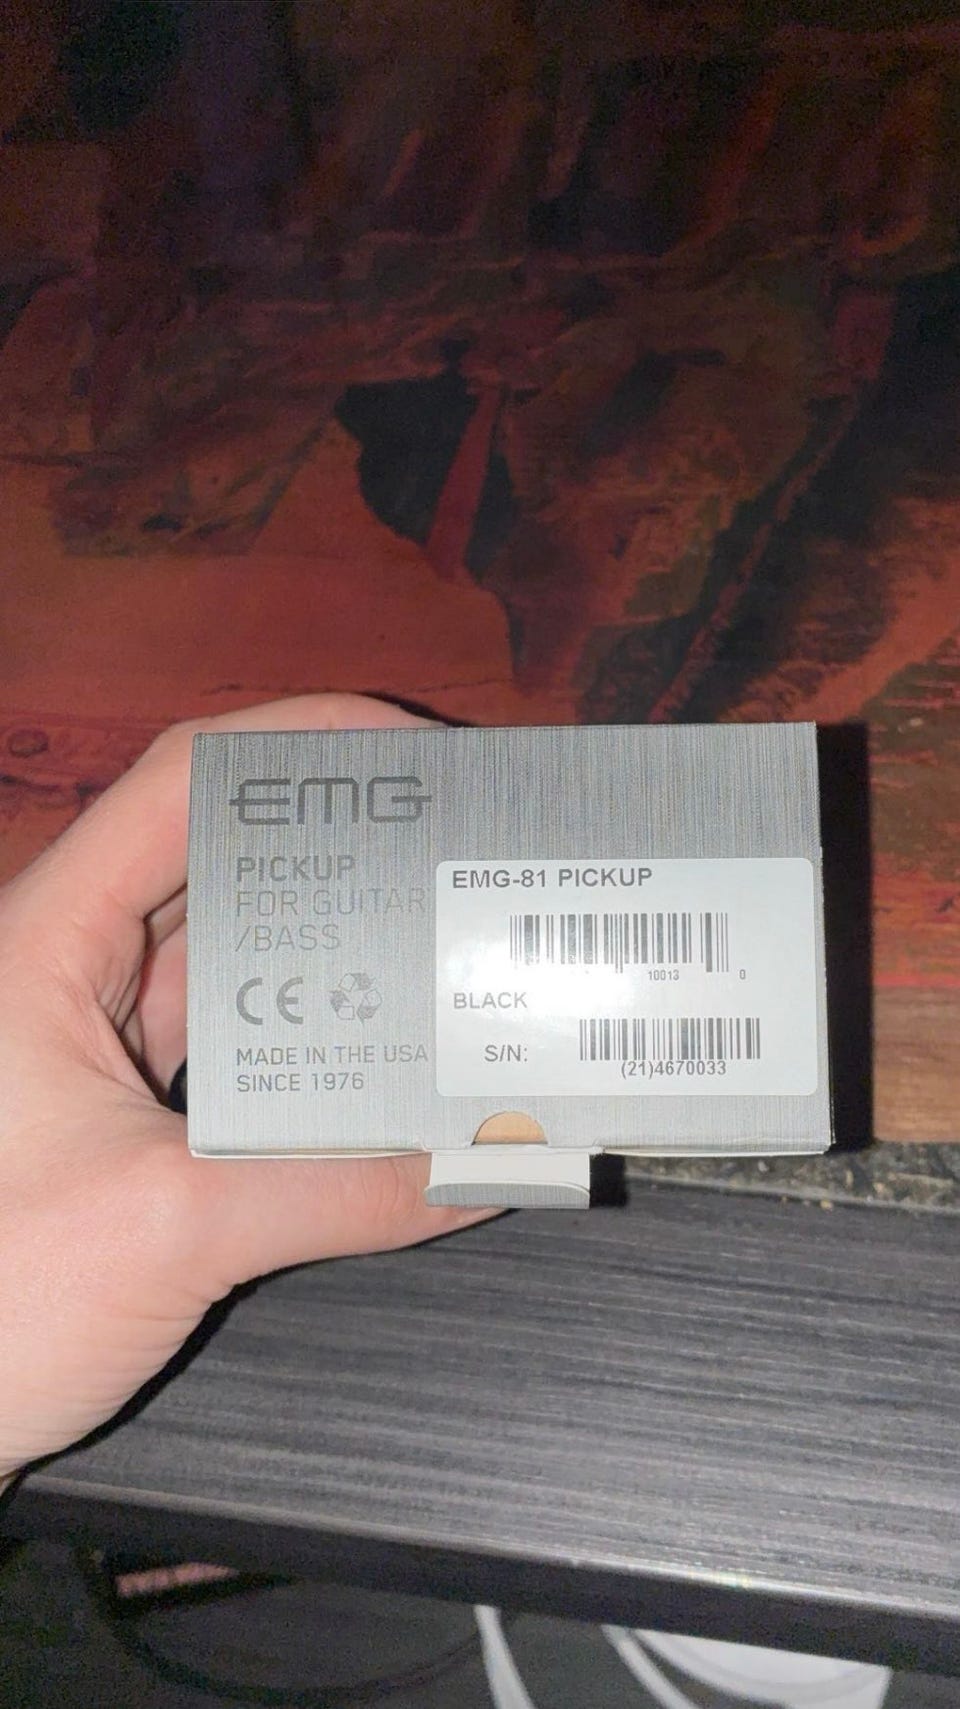 EMG
PICKUP
FOR GUITAR
/BASS
CE
MADE IN THE USA
SINCE 1976
EMG-81 PICKUP
10013 0
BLACK
S/N:
(21)4670033